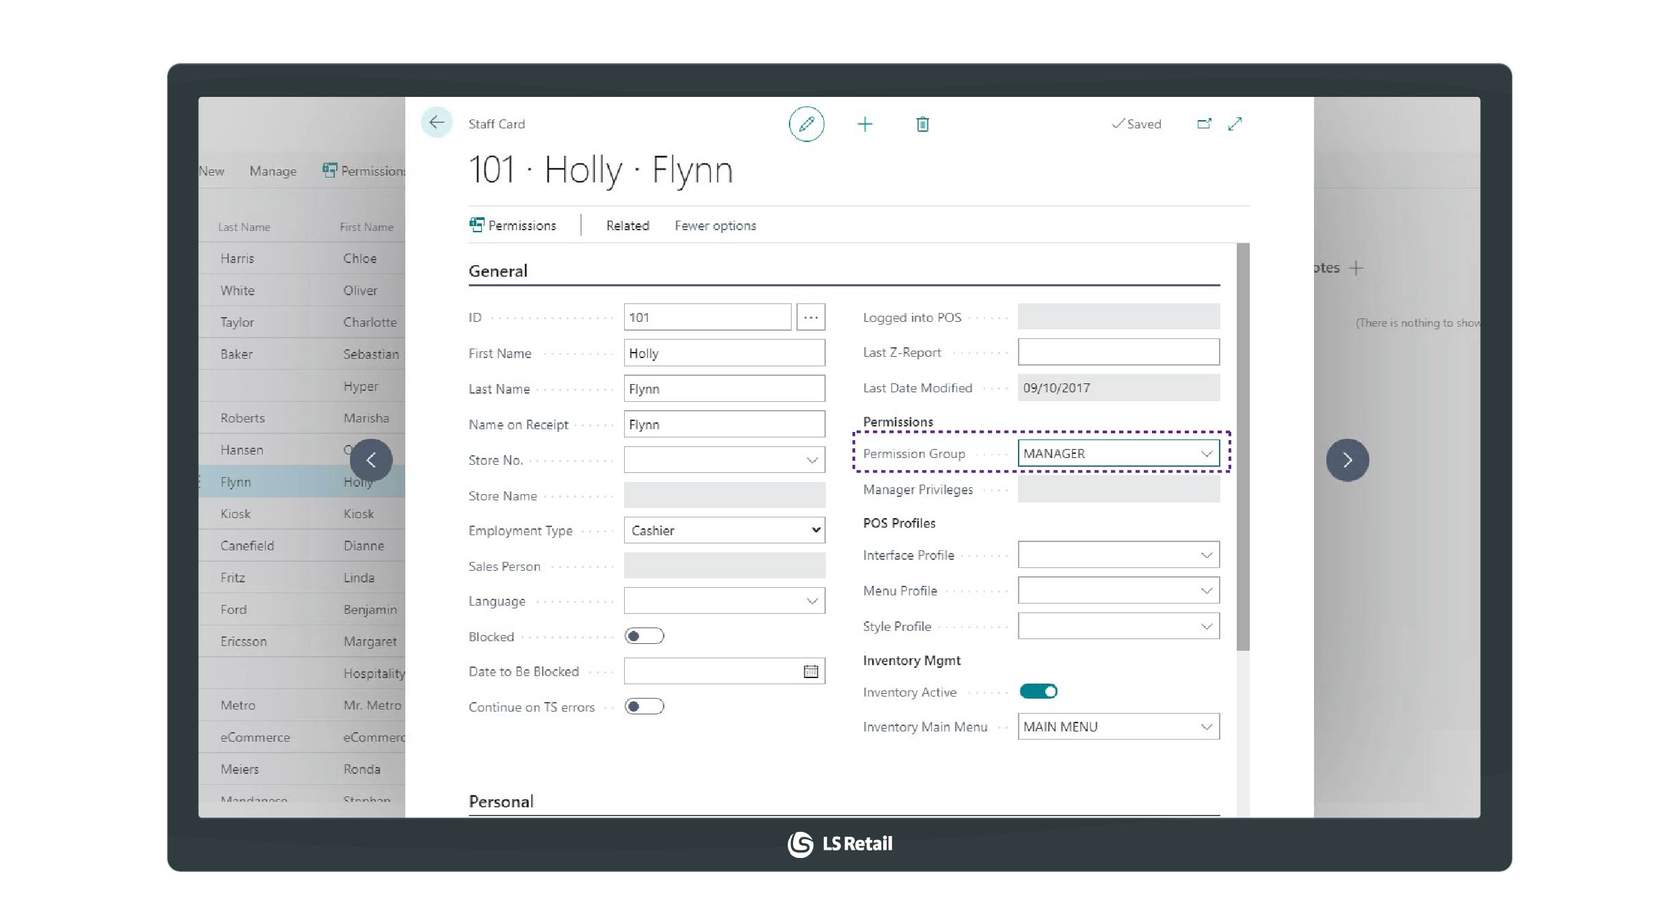 Staff Card
Saved
101 · Holly · Flynn
New Manage Permissions
Permissions Related Fewer options
Last Name First Name
Harris Chloe
White Oliver
Taylor Charlotte
Baker Sebastian
Hyper
Roberts Marisha
Hansen
Flynn Holly
Kiosk Kiosk
Canefield Dianne
Fritz Linda
Ford Benjamin
Ericsson Margaret
Hospitality
Metro Mr. Metro
eCommerce eCommerc
Meiers Ronda
Mandanese Stephan
General
ID 101 ...
First Name Holly
Last Name Flynn
Name on Receipt Flynn
Store No.
Store Name
Employment Type Cashier
Sales Person
Language
Blocked
Date to Be Blocked
Continue on TS errors
Logged into POS
Last Z-Report
Last Date Modified 09/10/2017
Permissions
Permission Group MANAGER
Manager Privileges
POS Profiles
Interface Profile
Menu Profile
Style Profile
Inventory Mgmt
Inventory Active
Inventory Main Menu MAIN MENU
Personal
otes
(There is nothing to show
LS Retail